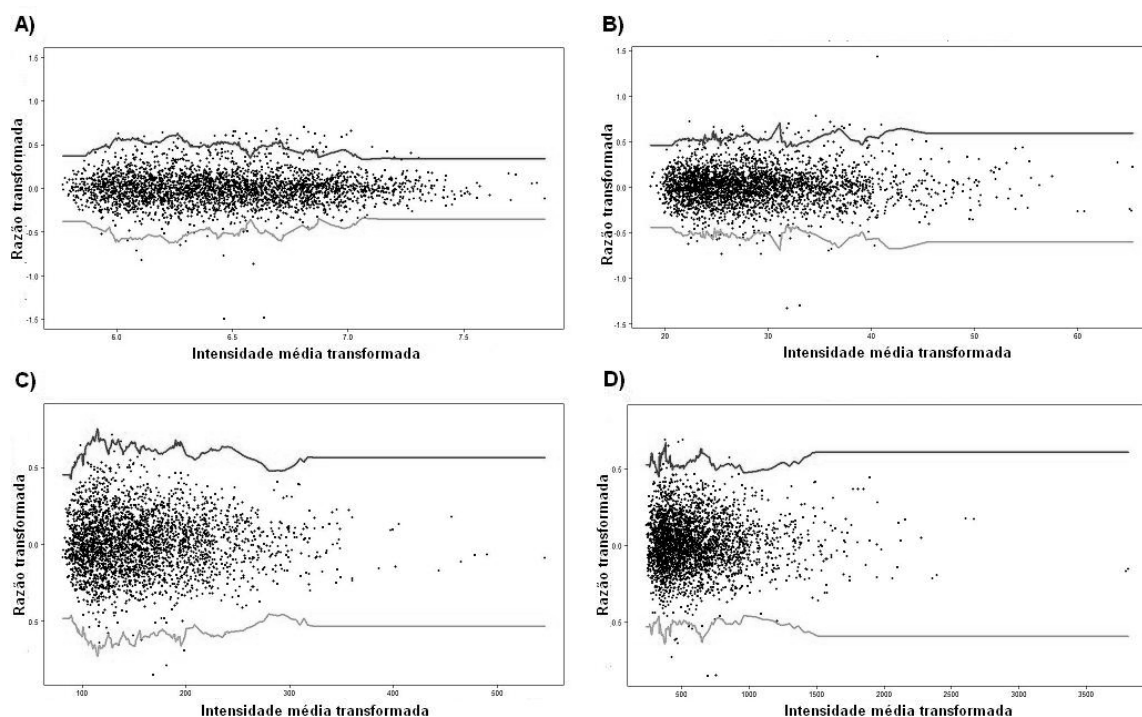 A)
Razão transformada
1.5
1.0
0.5
0.0
-0.5
-1.0
-1.5
6.0 6.5 7.0 7.5
Intensidade média transformada
B)
Razão transformada
1.5
1.0
0.5
0.0
-0.5
-1.0
-1.5
20 30 40 50 60
Intensidade média transformada
C)
Razão transformada
0.5
0.0
0.5
100 200 300 400 500
Intensidade média transformada
D)
Razão transformada
0.5
0.0
0.5
500 1000 1500 2000 2500 3000 3500
Intensidade média transformada